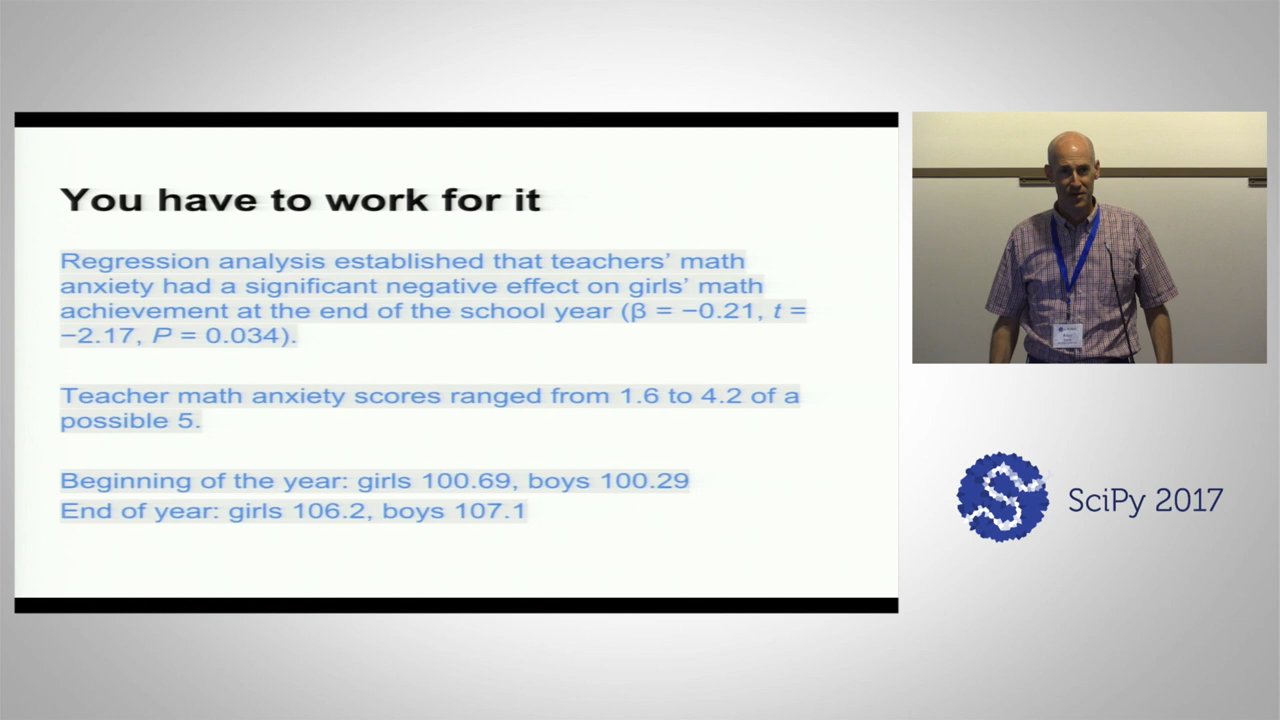 You have to work for it
Regression analysis established that teachers’ math
anxiety had a significant negative effect on girls’ math
achievement at the end of the school year (β = −0.21, t =
−2.17, P = 0.034).
Teacher math anxiety scores ranged from 1.6 to 4.2 of a
possible 5.
Beginning of the year: girls 100.69, boys 100.29
End of year: girls 106.2, boys 107.1
SciPy 2017